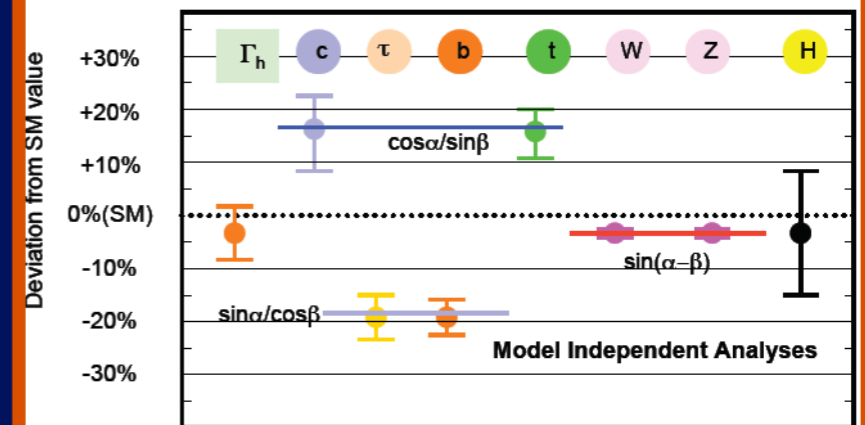 Deviation from SM value
+30%
+20%
+10%
0%(SM)
-10%
-20%
-30%
Γh c τ b t W Z H
cosα/sinβ
sin(α−β)
sinα/cosβ
Model Independent Analyses